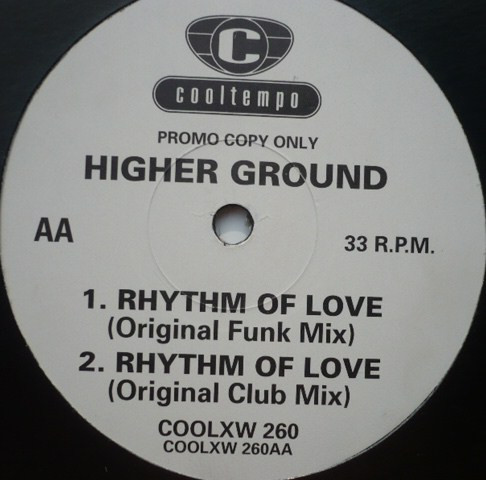 C
cooltempo
PROMO COPY ONLY
HIGHER GROUND
AA
33 R.P.M.
1. RHYTHM OF LOVE
(Original Funk Mix)
2. RHYTHM OF LOVE
(Original Club Mix)
COOLXW 260
COOLXW 260AA